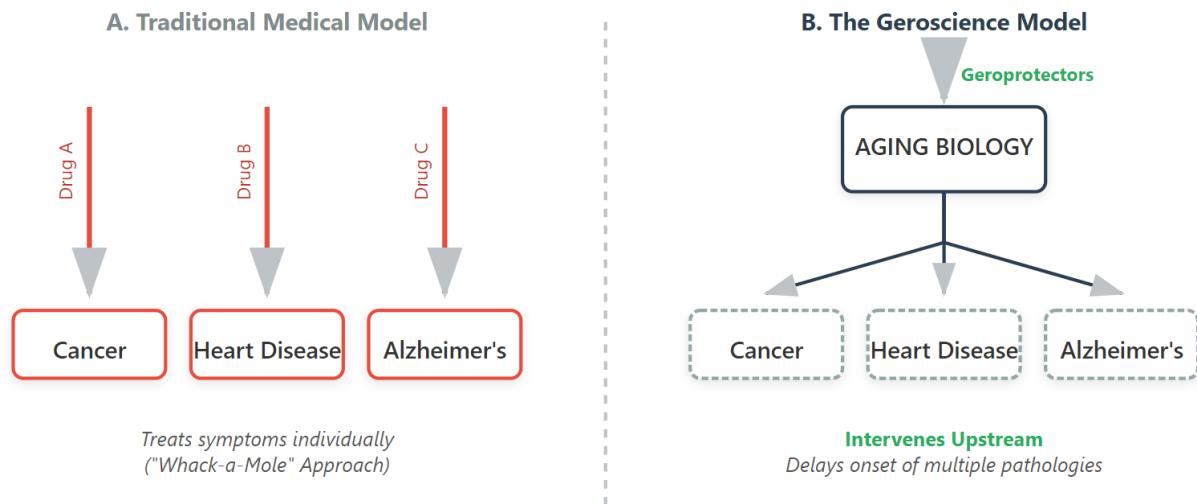 A. Traditional Medical Model
Drug A
Drug B
Drug C
Cancer
Heart Disease
Alzheimer's
Treats symptoms individually
("Whack-a-Mole" Approach)
B. The Geroscience Model
Geroprotectors
AGING BIOLOGY
Cancer
Heart Disease
Alzheimer's
Intervenes Upstream
Delays onset of multiple pathologies